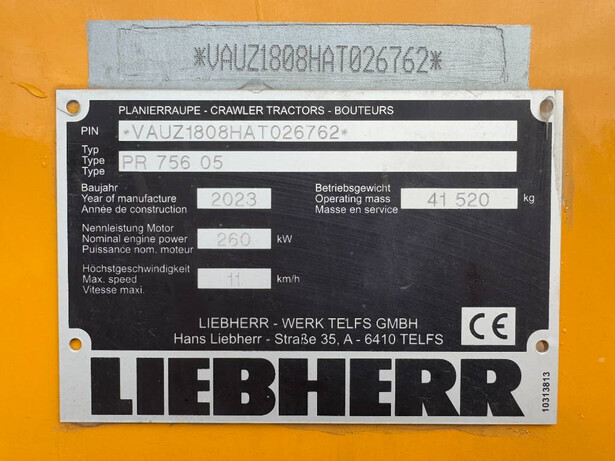 *VAUZ1808HAT026762*
PLANIERRAUPE - CRAWLER TRACTORS - BOUTEURS
PIN *VAUZ1808HAT026762*
Typ
Type PR 756 05
Type
Baujahr
Year of manufacture 2023
Année de construction
Betriebsgewicht
Operating mass 41 520 kg
Masse en service
Nennleistung Motor
Nominal engine power 260 kW
Puissance nom. moteur
Höchstgeschwindigkeit
Max. speed 11 km/h
Vitesse maxi.
LIEBHERR - WERK TELFS GMBH
Hans Liebherr - Straße 35, A - 6410 TELFS
CE
LIEBHERR
10313813